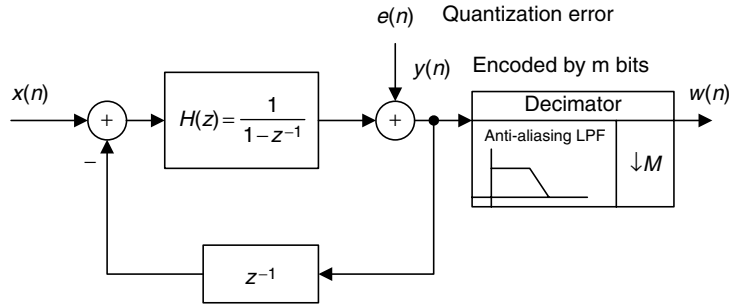 e(n) Quantization error
y(n) Encoded by m bits
x(n)
w(n)
+
H(z) = 1/(1−z⁻¹)
+
Decimator
Anti-aliasing LPF
↓M
−
z⁻¹